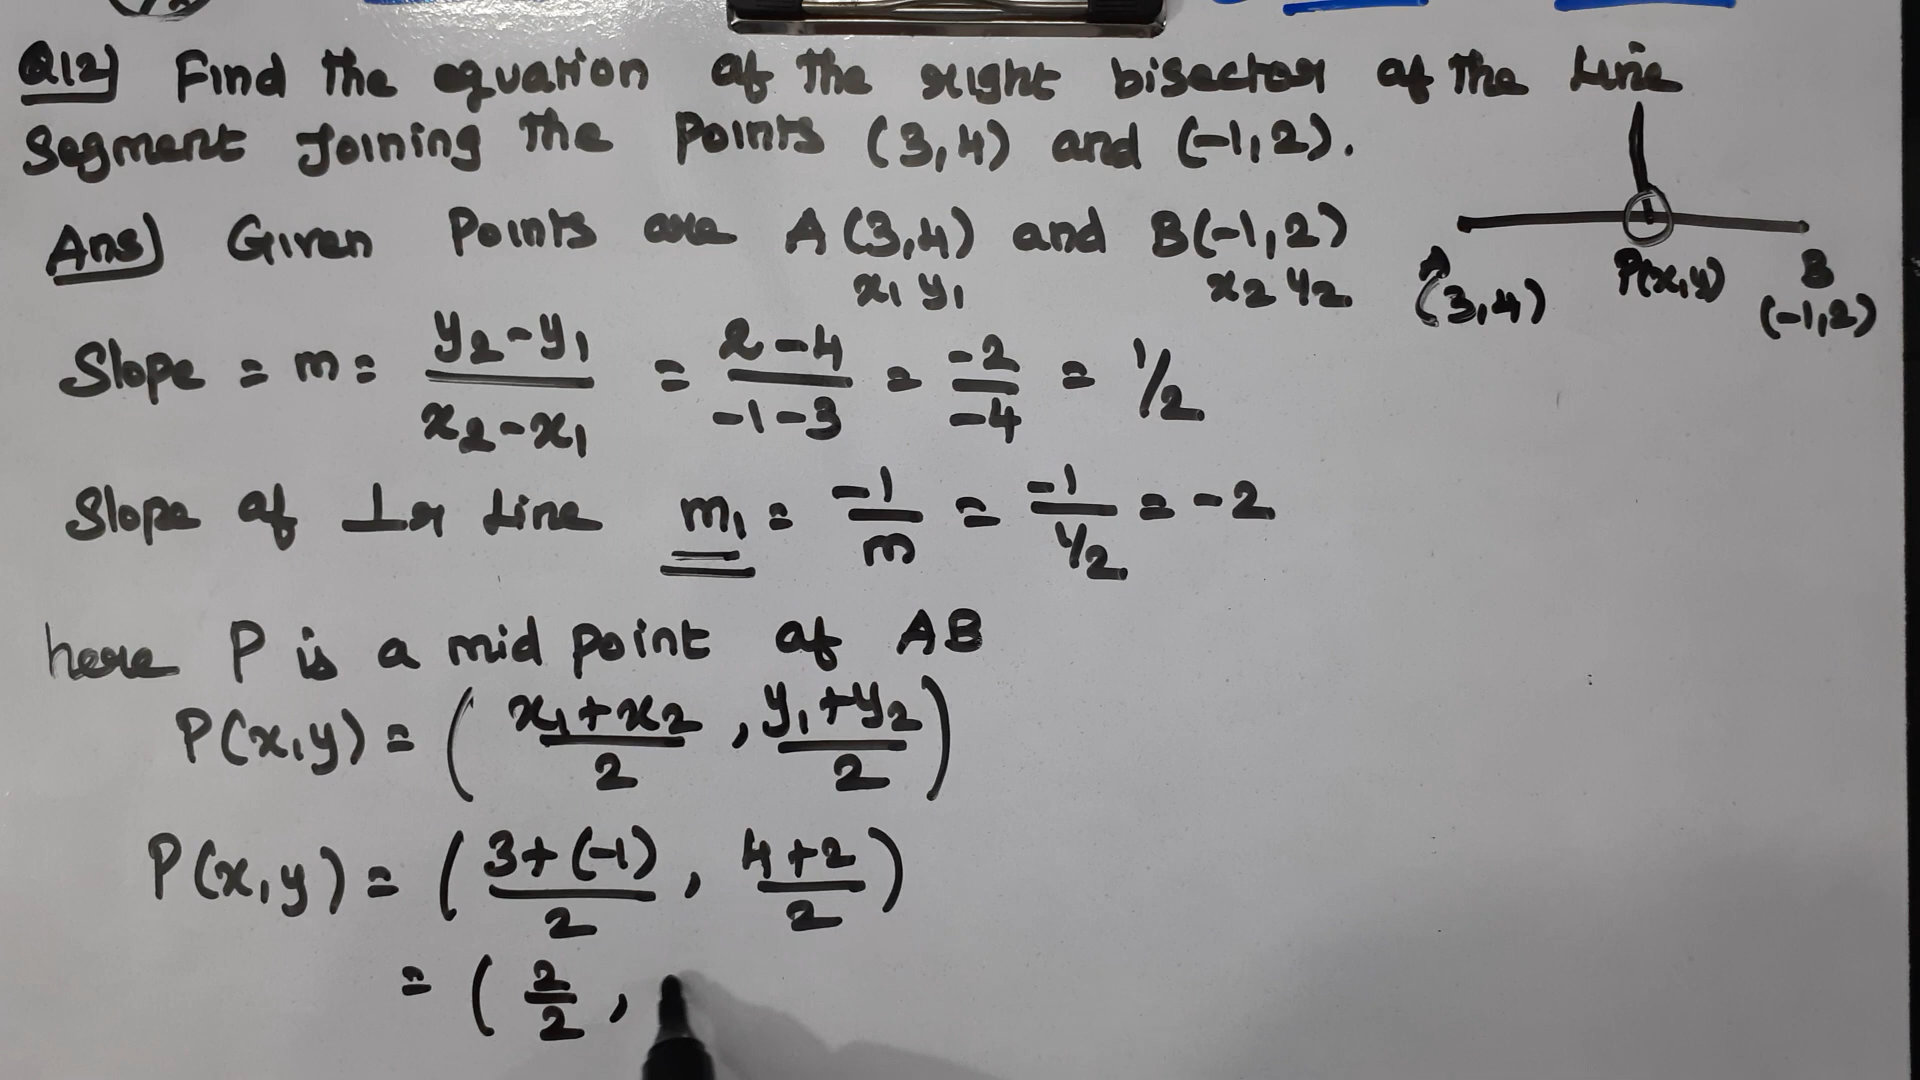 Q12) Find the equation of the right bisector of the Line
Segment Joining the Points (3,4) and (-1,2).
Ans) Given Points are A(3,4) and B(-1,2)
x₁ y₁ x₂ y₂
A P(x,y) B
(3,4) (-1,2)
Slope = m = y₂-y₁/x₂-x₁ = 2-4/-1-3 = -2/-4 = 1/2
Slope of ⊥r Line m₁ = -1/m = -1/1/2 = -2
here P is a mid point of AB
P(x,y) = (x₁+x₂/2, y₁+y₂/2)
P(x,y) = (3+(-1)/2, 4+2/2)
= (2/2,